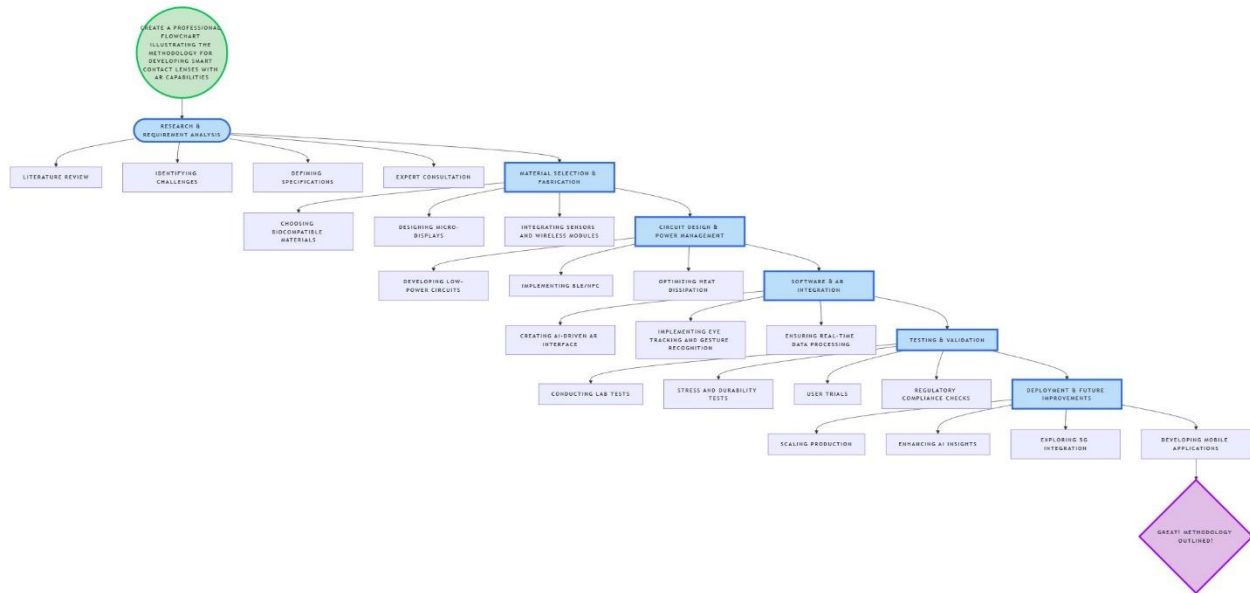 CREATE A PROFESSIONAL
FLOWCHART
ILLUSTRATING THE
METHODOLOGY FOR
DEVELOPING SMART
CONTACT LENSES WITH
AR CAPABILITIES
RESEARCH &
REQUIREMENT ANALYSIS
LITERATURE REVIEW
IDENTIFYING
CHALLENGES
DEFINING
SPECIFICATIONS
EXPERT CONSULTATION
MATERIAL SELECTION &
FABRICATION
CHOOSING
BIOCOMPATIBLE
MATERIALS
DESIGNING MICRO-
DISPLAYS
INTEGRATING SENSORS
AND WIRELESS MODULES
CIRCUIT DESIGN &
POWER MANAGEMENT
DEVELOPING LOW-
POWER CIRCUITS
IMPLEMENTING BLE/NFC
OPTIMIZING HEAT
DISSIPATION
SOFTWARE & AR
INTEGRATION
CREATING AI-DRIVEN AR
INTERFACE
IMPLEMENTING EYE
TRACKING AND GESTURE
RECOGNITION
ENSURING REAL-TIME
DATA PROCESSING
TESTING & VALIDATION
CONDUCTING LAB TESTS
STRESS AND DURABILITY
TESTS
USER TRIALS
REGULATORY
COMPLIANCE CHECKS
DEPLOYMENT & FUTURE
IMPROVEMENTS
SCALING PRODUCTION
ENHANCING AI INSIGHTS
EXPLORING 5G
INTEGRATION
DEVELOPING MOBILE
APPLICATIONS
GREAT! METHODOLOGY
OUTLINED!